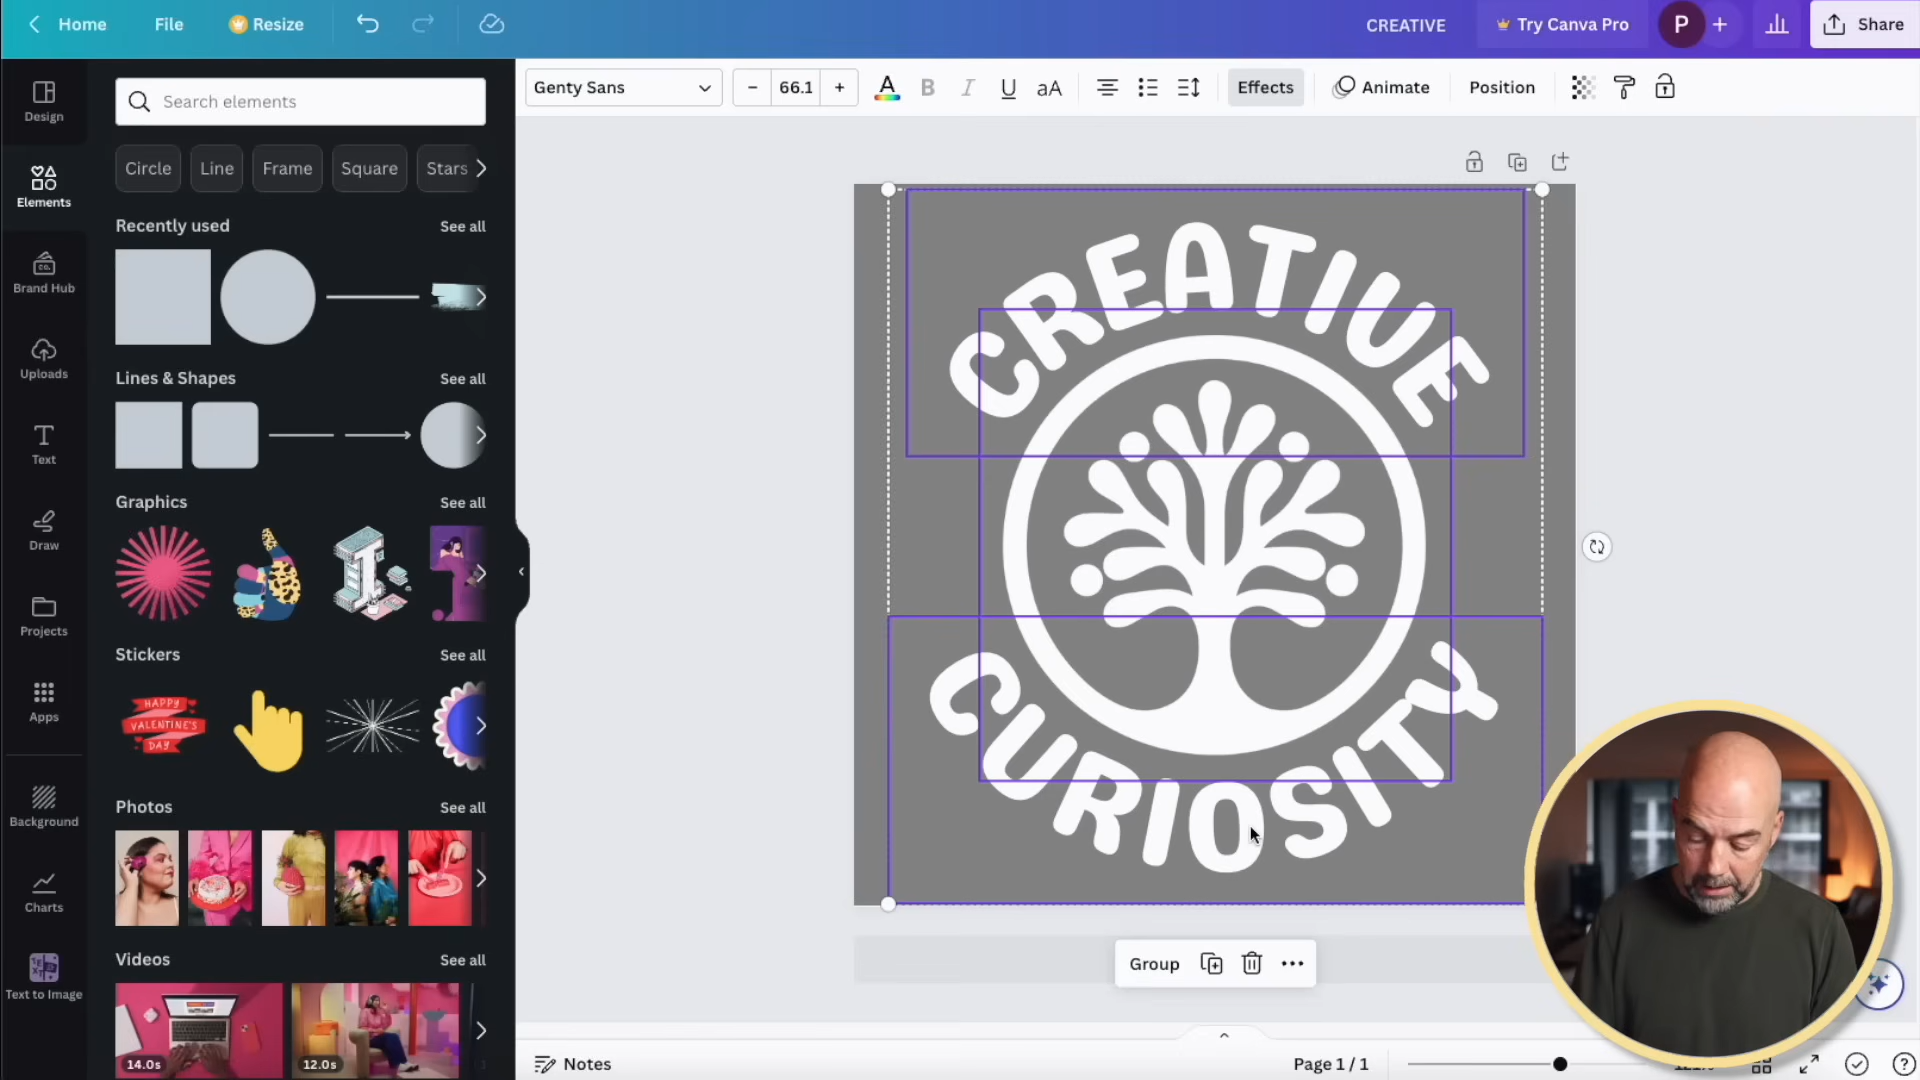 Home File Resize CREATIVE Try Canva Pro P Share
Genty Sans 66.1 A B I U aA Effects Animate Position
Design
Elements
Brand Hub
Uploads
Text
Draw
Projects
Apps
Background
Charts
Text to Image
Search elements
Circle Line Frame Square Stars
Recently used See all
Lines & Shapes See all
Graphics See all
Stickers See all
HAPPY
VALENTINE'S
DAY
Photos See all
Videos See all
14.0s 12.0s
CREATIVE
CURIOSITY
Group
Notes Page 1 / 1